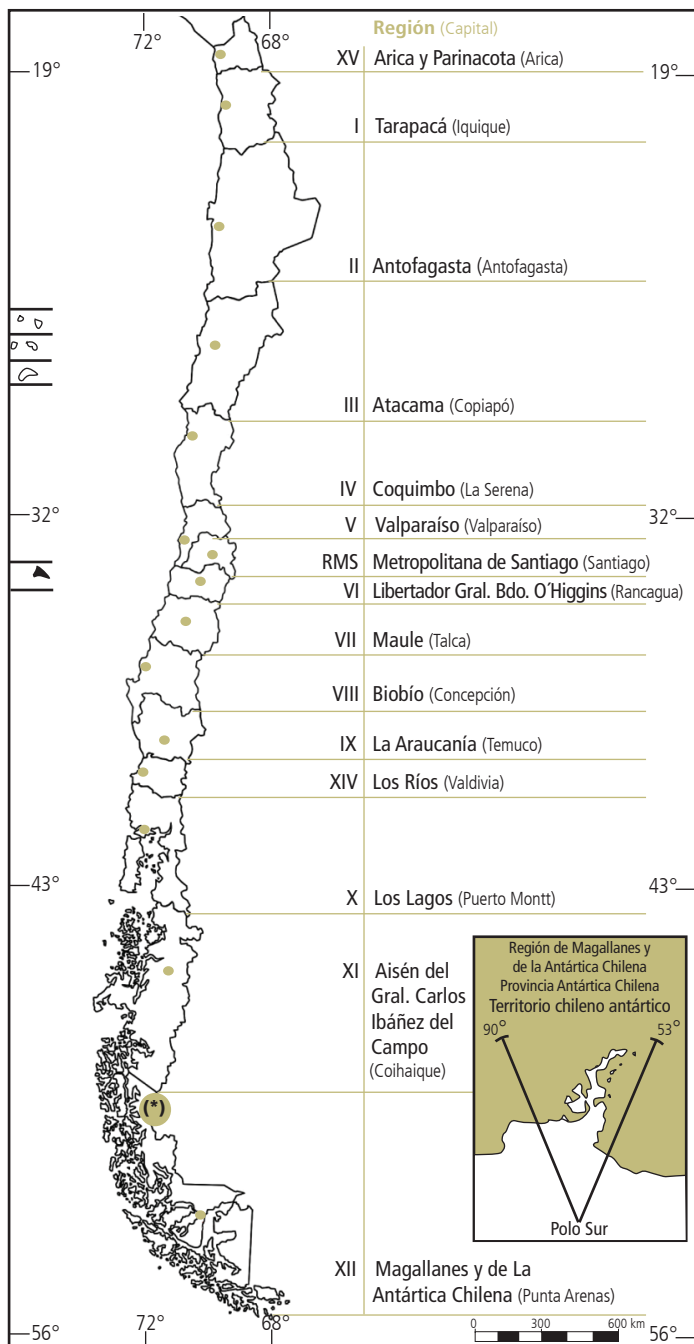 72°
68°
Región (Capital)
XV Arica y Parinacota (Arica)
19°
19°
I Tarapacá (Iquique)
II Antofagasta (Antofagasta)
III Atacama (Copiapó)
IV Coquimbo (La Serena)
32°
32°
V Valparaíso (Valparaíso)
RMS Metropolitana de Santiago (Santiago)
VI Libertador Gral. Bdo. O´Higgins (Rancagua)
VII Maule (Talca)
VIII Biobío (Concepción)
IX La Araucanía (Temuco)
XIV Los Ríos (Valdivia)
43°
43°
X Los Lagos (Puerto Montt)
XI Aisén del
Gral. Carlos
Ibáñez del
Campo
(Coihaique)
(*)
Región de Magallanes y
de la Antártica Chilena
Provincia Antártica Chilena
Territorio chileno antártico
90°
53°
Polo Sur
XII Magallanes y de La
Antártica Chilena (Punta Arenas)
0 300 600 km
56°
72°
68°
56°